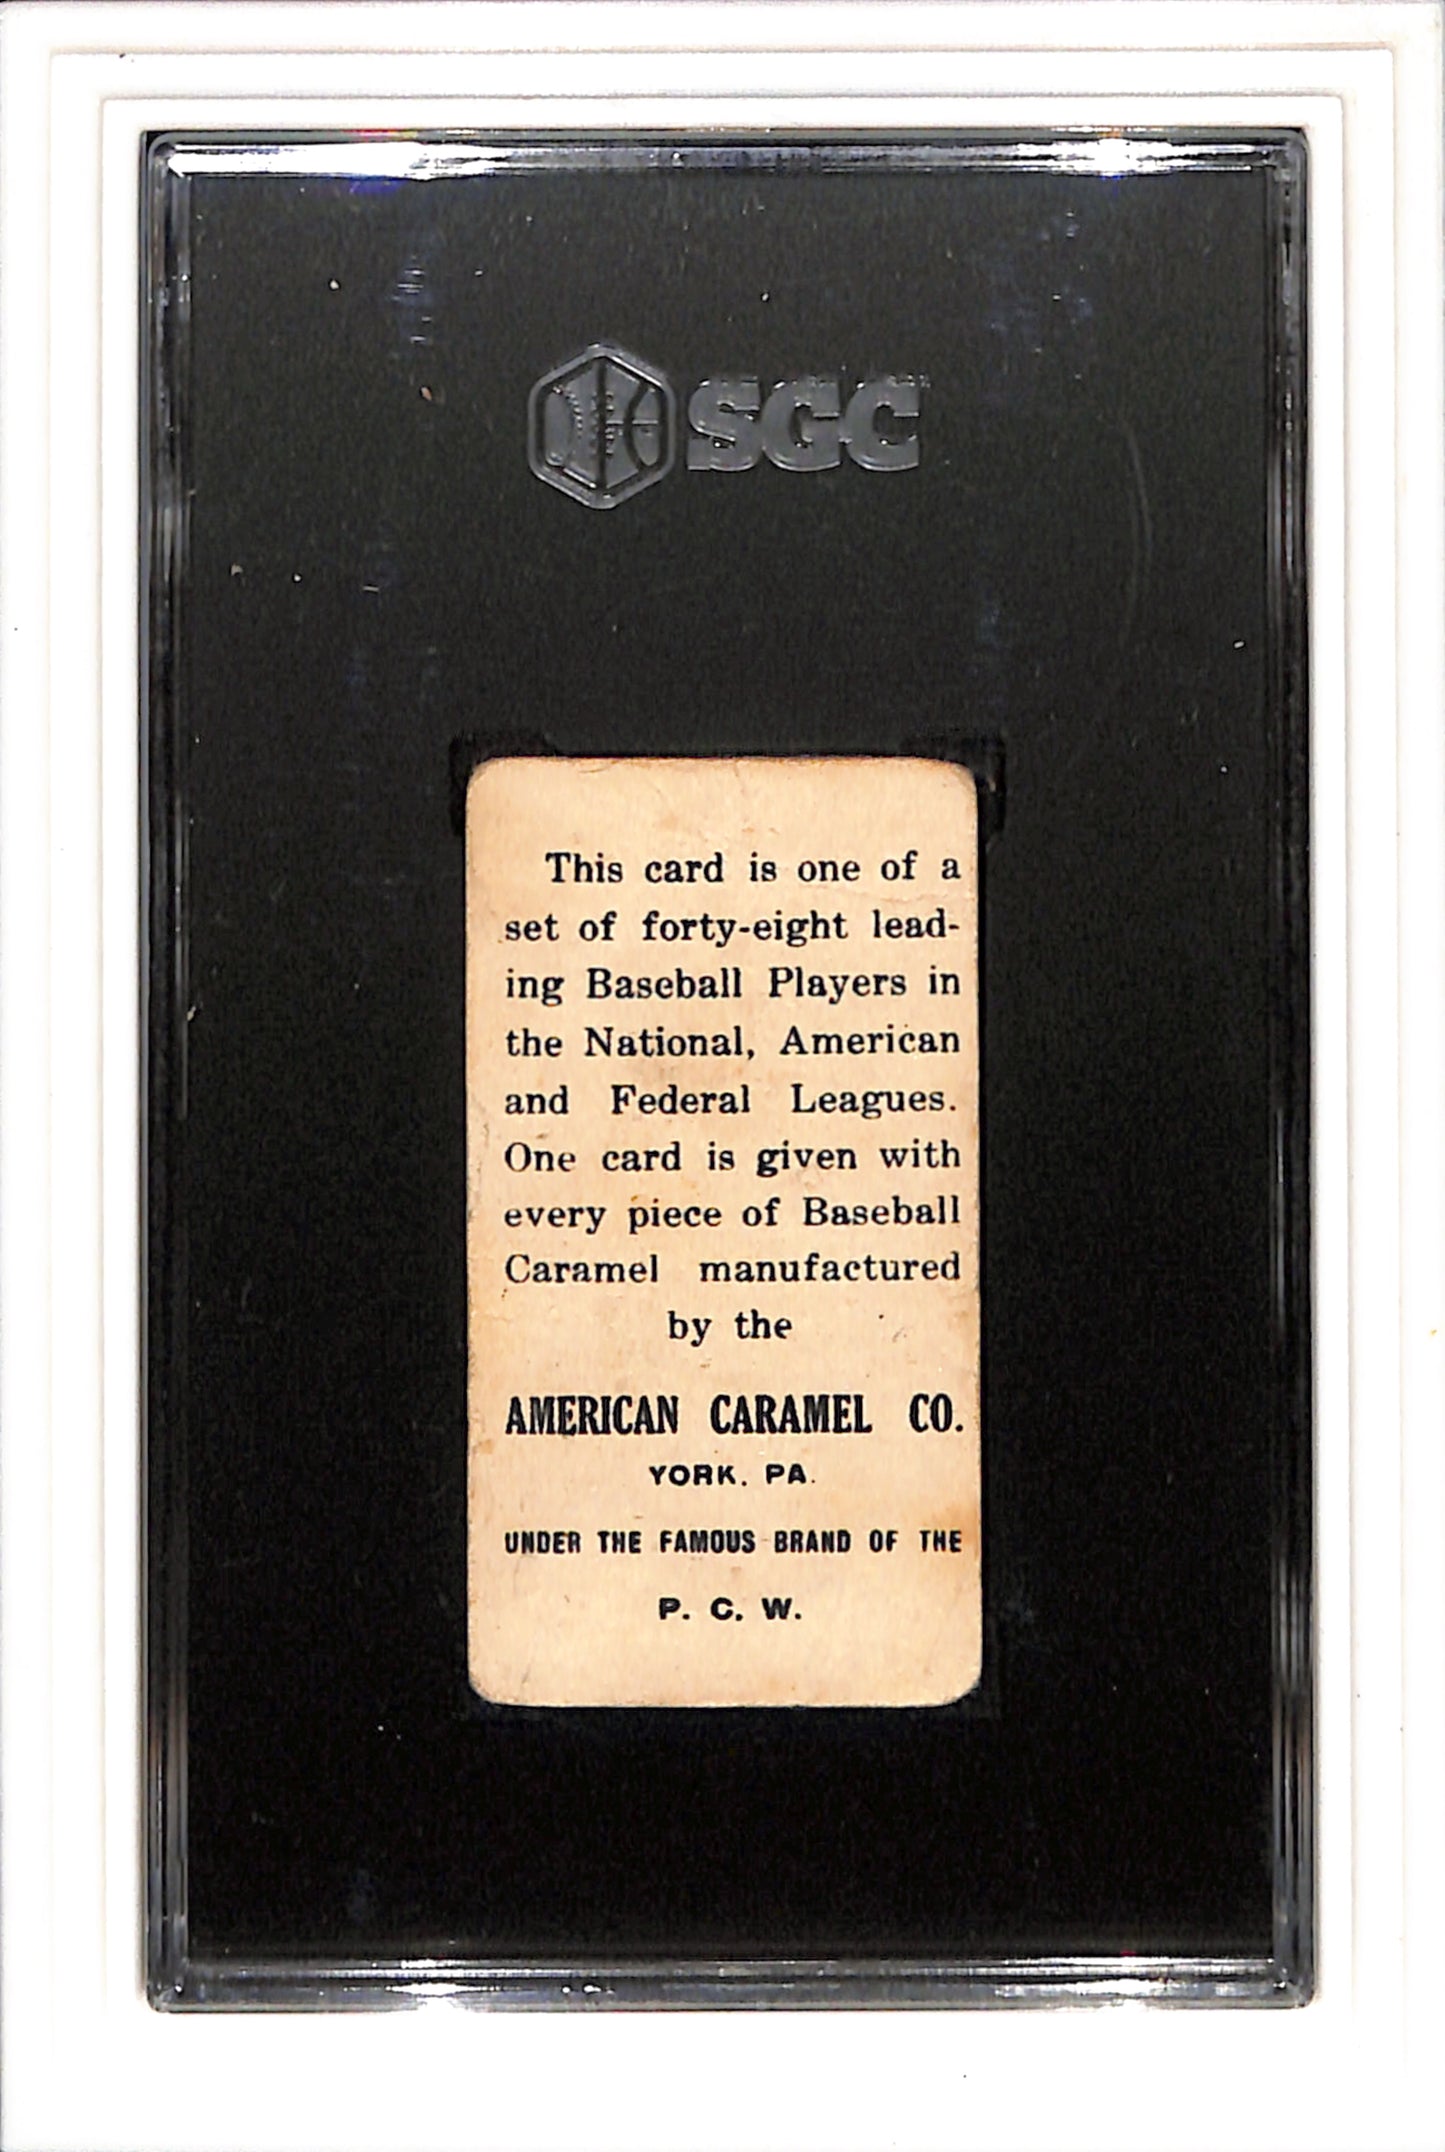 SGC
This card is one of a
set of forty-eight lead-
ing Baseball Players in
the National, American
and Federal Leagues.
One card is given with
every piece of Baseball
Caramel manufactured
by the
AMERICAN CARAMEL CO.
YORK, PA.
UNDER THE FAMOUS BRAND OF THE
P. C. W.